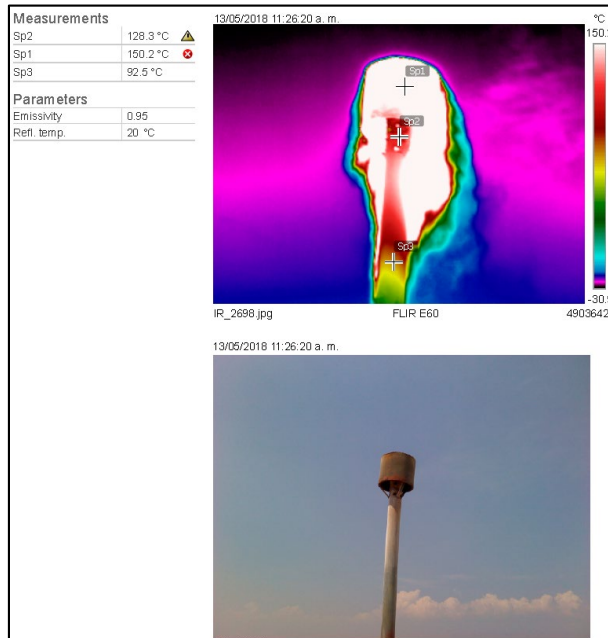 Measurements
Sp2 128.3 °C
Sp1 150.2 °C
Sp3 92.5 °C
Parameters
Emissivity 0.95
Refl. temp. 20 °C
13/05/2018 11:26:20 a. m.
°C
Sp1
Sp2
Sp3
IR_2698.jpg FLIR E60 4903642
13/05/2018 11:26:20 a. m.